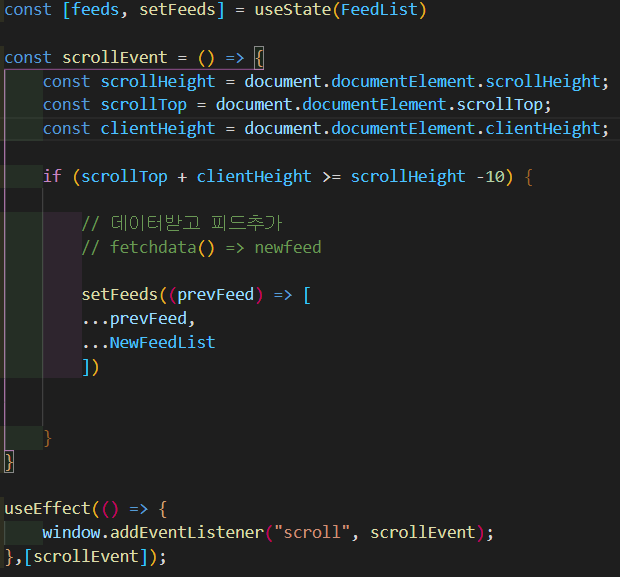 const [feeds, setFeeds] = useState(FeedList)
const scrollEvent = () => {
const scrollHeight = document.documentElement.scrollHeight;
const scrollTop = document.documentElement.scrollTop;
const clientHeight = document.documentElement.clientHeight;
if (scrollTop + clientHeight >= scrollHeight -10) {
// 데이터받고 피드추가
// fetchdata() => newfeed
setFeeds((prevFeed) => [
...prevFeed,
...NewFeedList
])
}
}
useEffect(() => {
window.addEventListener("scroll", scrollEvent);
},[scrollEvent]);